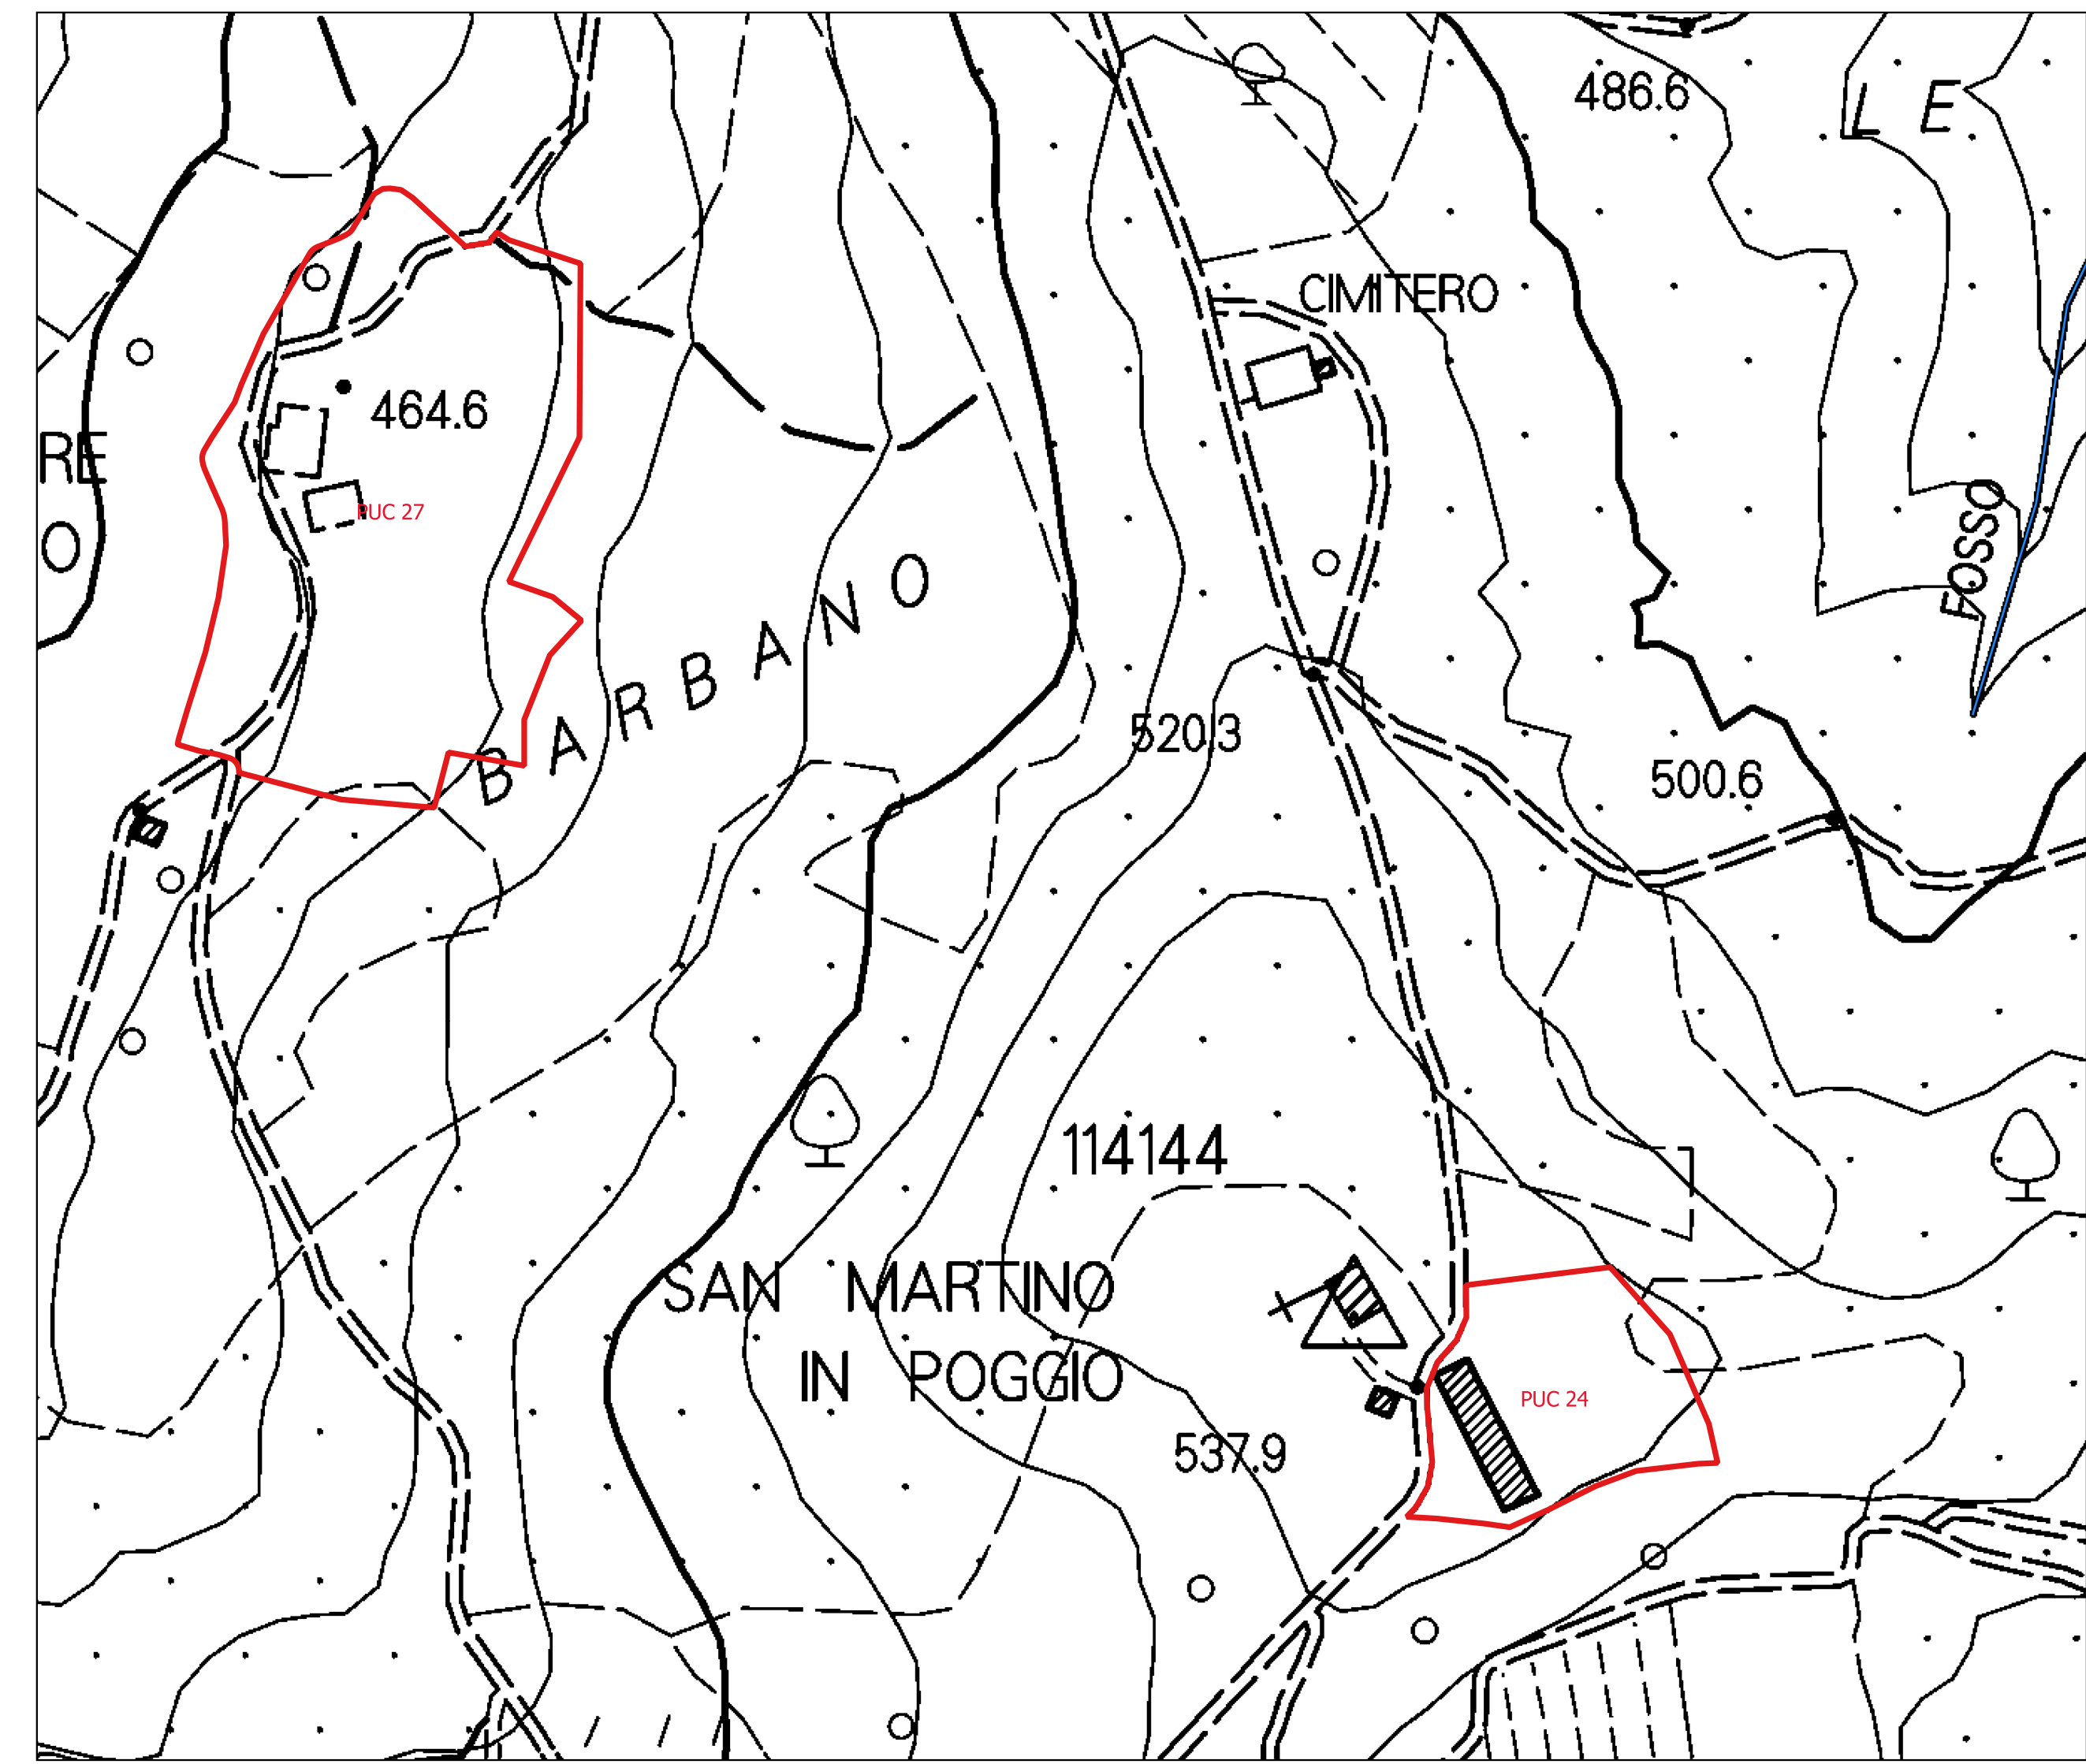 486.6
L E
CIMITERO
464.6
RE
O
PUC 27
FOSSO
BARBANO
520.3
500.6
114144
SAN MARTINO
IN POGGIO
PUC 24
537.9